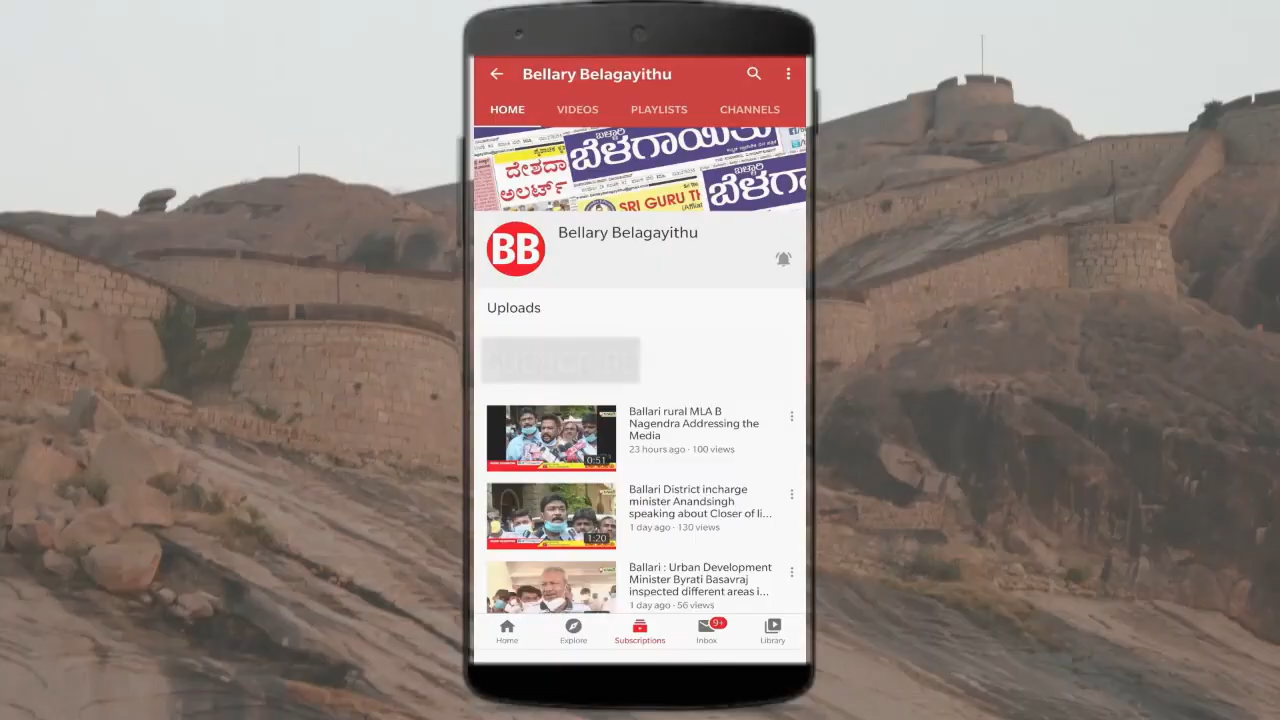 Bellary Belagayithu
HOME VIDEOS PLAYLISTS CHANNELS
ಬಳ್ಳಾರಿ
ಬೆಳಗಾಯಿತು
ದೇಶದಾ
ಅಲರ್ಟ್
ಬಳ್ಳಾರಿ
SRI GURU
BB
Bellary Belagayithu
Uploads
Ballari rural MLA B
Nagendra Addressing the
Media
23 hours ago · 100 views
0:51
Ballari District incharge
minister Anandsingh
speaking about Closer of li...
1 day ago · 130 views
1:20
Ballari : Urban Development
Minister Byrati Basavraj
inspected different areas i...
1 day ago · 56 views
9+
Home Explore Subscriptions Inbox Library